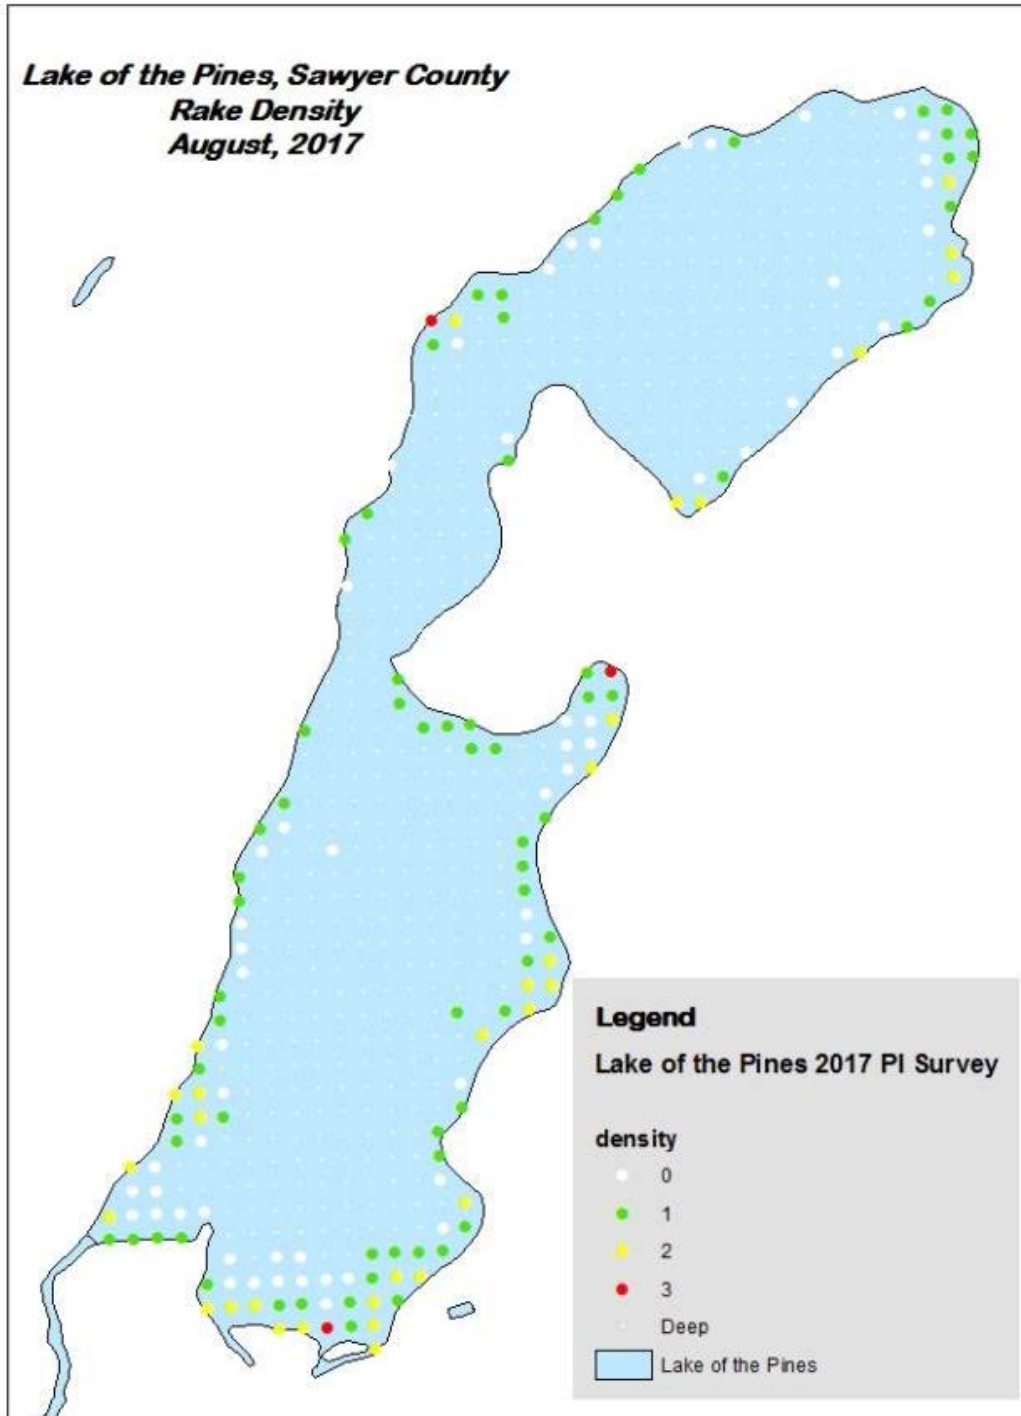 Lake of the Pines, Sawyer County
Rake Density
August, 2017
Legend
Lake of the Pines 2017 PI Survey
density
0
1
2
3
Deep
Lake of the Pines